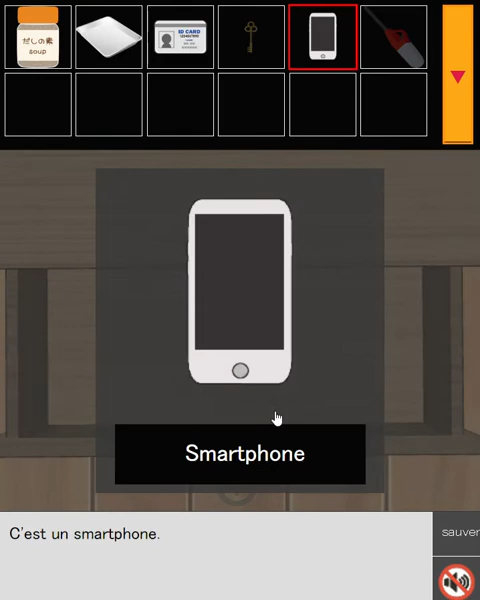 だしの素
soup
ID CARD
Smartphone
C'est un smartphone.
sauver